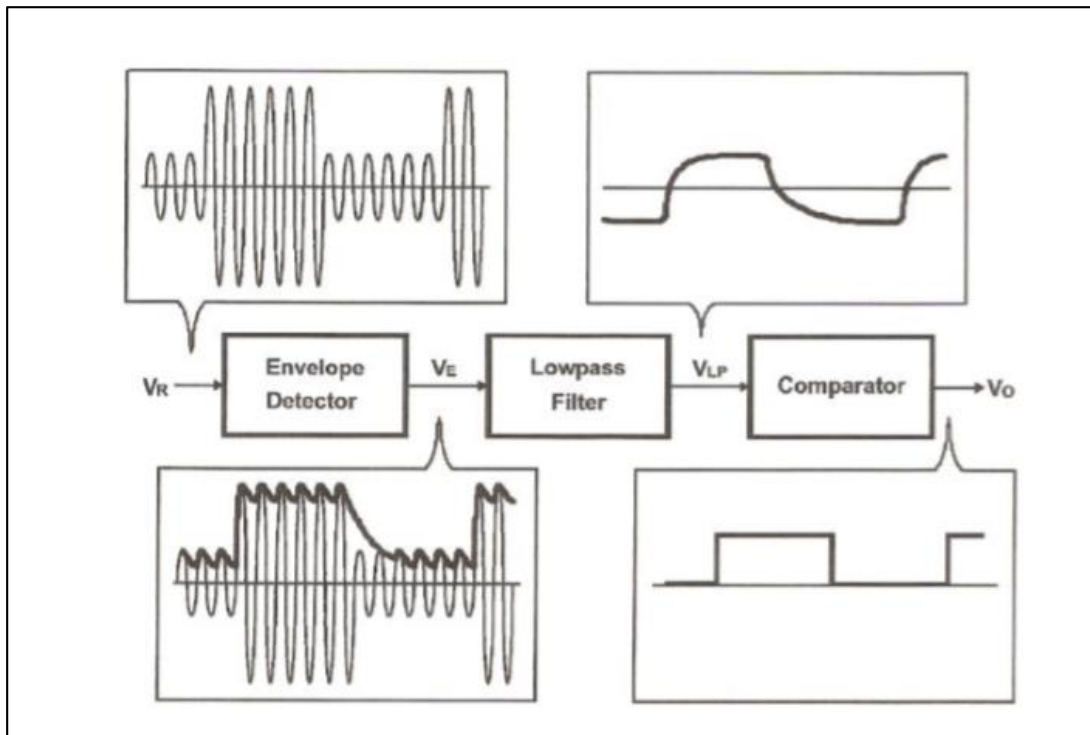 Envelope
Detector
Lowpass
Filter
Comparator
VR
VE
VLP
VO